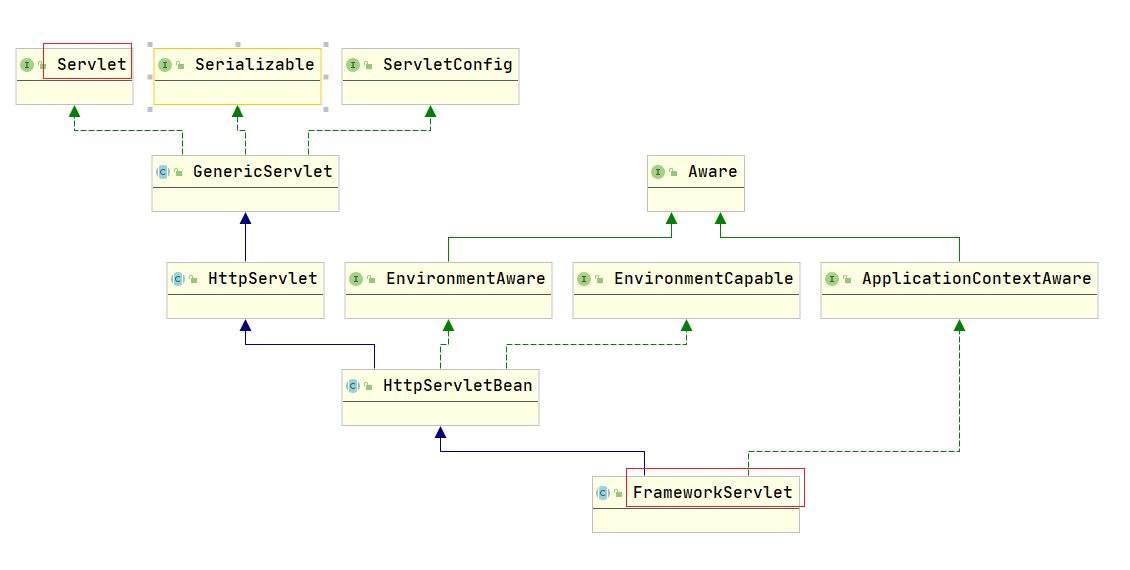 Servlet
Serializable
ServletConfig
GenericServlet
Aware
HttpServlet
EnvironmentAware
EnvironmentCapable
ApplicationContextAware
HttpServletBean
FrameworkServlet